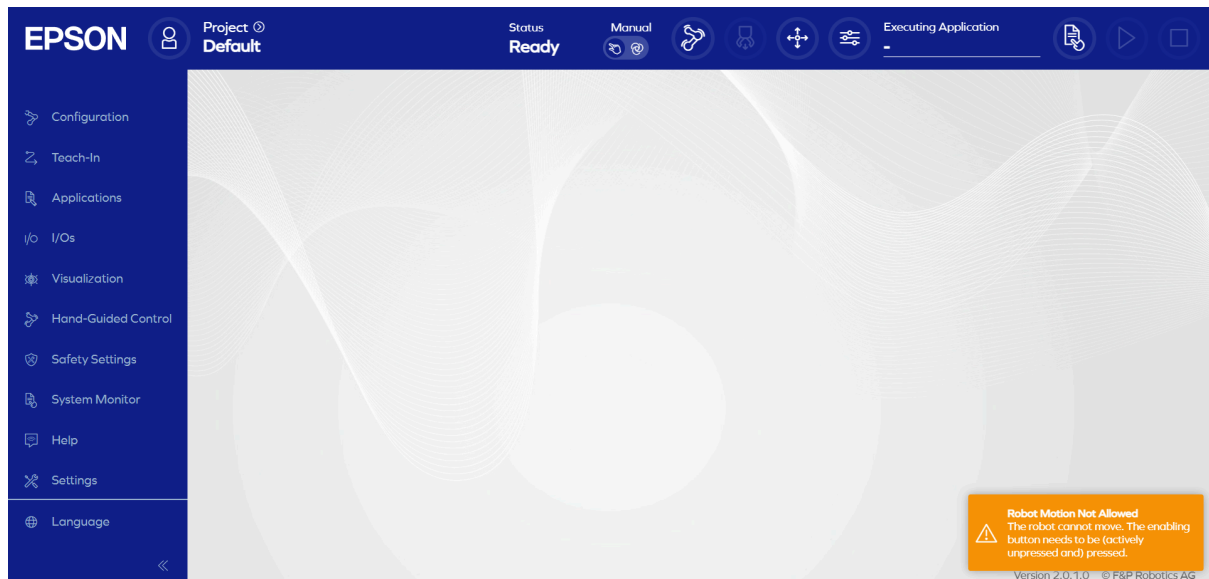 EPSON
Project
Default
Status
Ready
Manual
Executing Application
-
Configuration
Teach-In
Applications
I/O I/Os
Visualization
Hand-Guided Control
Safety Settings
System Monitor
Help
Settings
Language
Robot Motion Not Allowed
The robot cannot move. The enabling
button needs to be (actively
unpressed and) pressed.
Version 2.0.1.0 © F&P Robotics AG